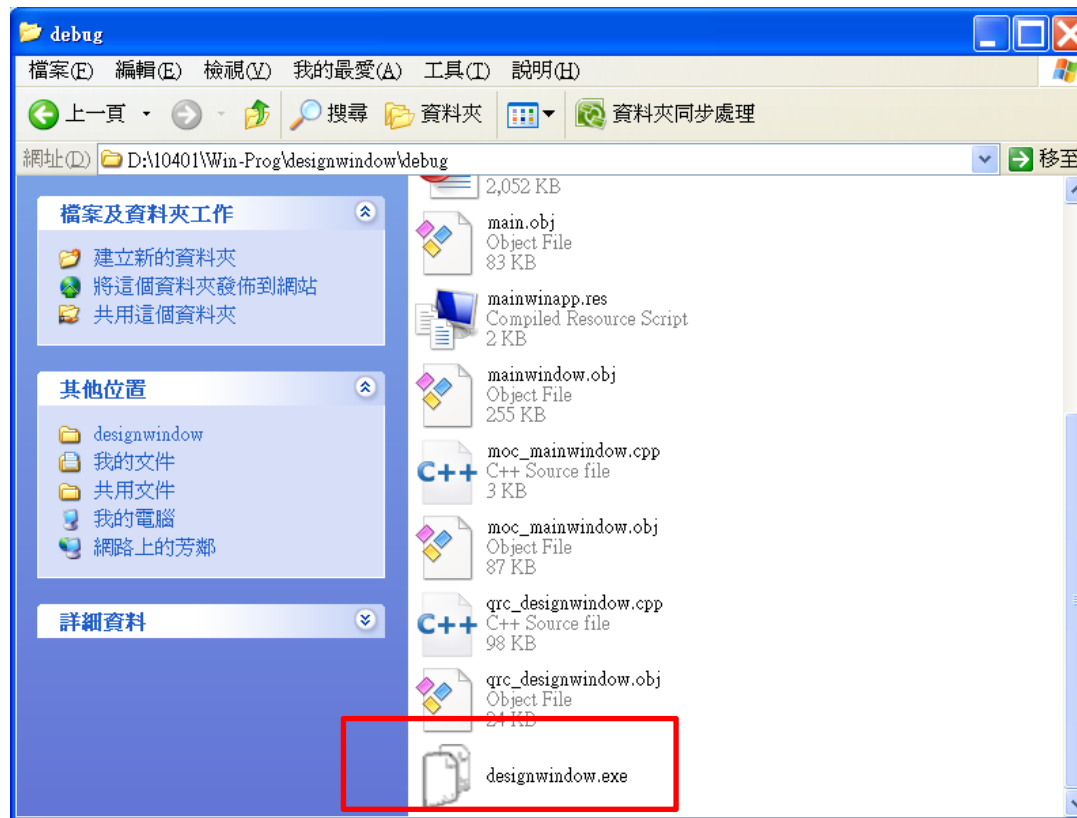 debug
檔案(F) 編輯(E) 檢視(V) 我的最愛(A) 工具(T) 說明(H)
上一頁 搜尋 資料夾 資料夾同步處理
網址(D) D:\10401\Win-Prog\designwindow\debug 移至
檔案及資料夾工作
建立新的資料夾
將這個資料夾發佈到網站
共用這個資料夾
其他位置
designwindow
我的文件
共用文件
我的電腦
網路上的芳鄰
詳細資料
2,052 KB
main.obj
Object File
83 KB
mainwinapp.res
Compiled Resource Script
2 KB
mainwindow.obj
Object File
255 KB
C++
moc_mainwindow.cpp
C++ Source file
3 KB
moc_mainwindow.obj
Object File
87 KB
C++
qrc_designwindow.cpp
C++ Source file
98 KB
qrc_designwindow.obj
Object File
24 KB
designwindow.exe